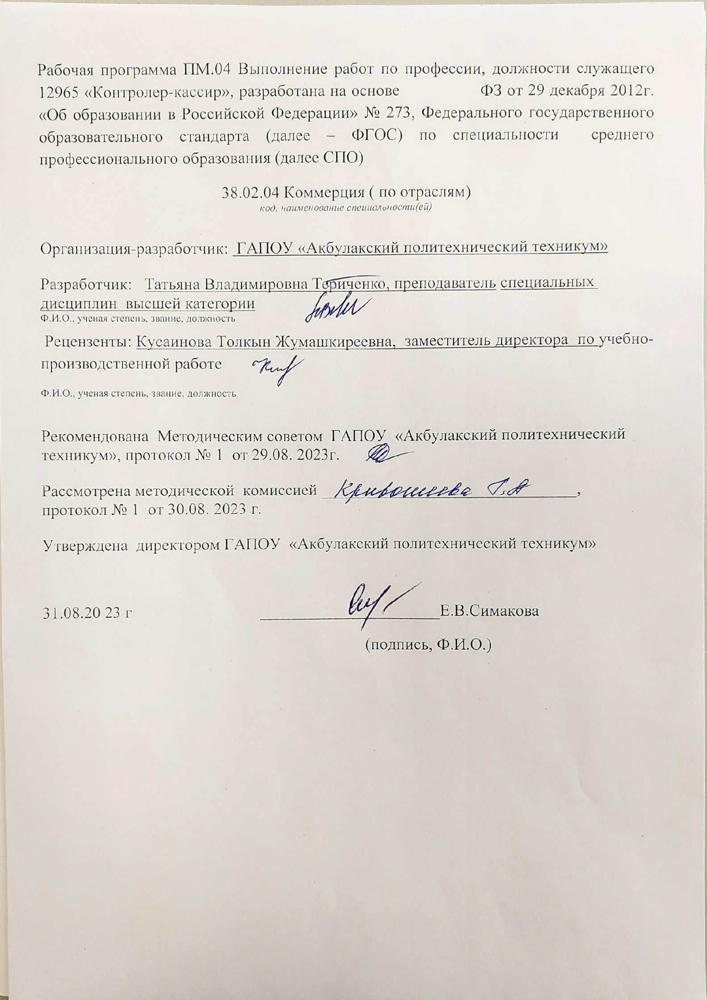 Рабочая программа ПМ.04 Выполнение работ по профессии, должности служащего
12965 «Контролер-кассир», разработана на основе ФЗ от 29 декабря 2012г.
«Об образовании в Российской Федерации» № 273, Федерального государственного
образовательного стандарта (далее – ФГОС) по специальности среднего
профессионального образования (далее СПО)
38.02.04 Коммерция ( по отраслям)
код, наименование специальности(ей)
Организация-разработчик: ГАПОУ «Акбулакский политехнический техникум»
Разработчик: Татьяна Владимировна Териченко, преподаватель специальных
дисциплин высшей категории
Ф.И.О., ученая степень, звание, должность
Рецензенты: Кусаинова Толкын Жумашкиреевна, заместитель директора по учебно-
производственной работе
Ф.И.О., ученая степень, звание, должность
Рекомендована Методическим советом ГАПОУ «Акбулакский политехнический
техникум», протокол № 1 от 29.08. 2023г.
Рассмотрена методической комиссией Кривошеева Г.А ,
протокол № 1 от 30.08. 2023 г.
Утверждена директором ГАПОУ «Акбулакский политехнический техникум»
31.08.20 23 г Е.В.Симакова
(подпись, Ф.И.О.)